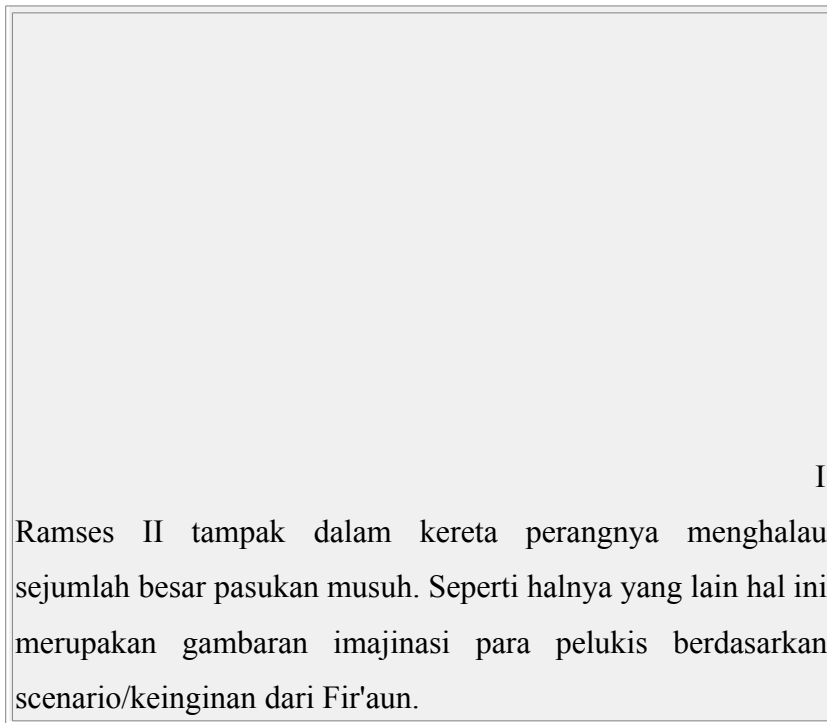 I
Ramses II tampak dalam kereta perangnya menghalau
sejumlah besar pasukan musuh. Seperti halnya yang lain hal ini
merupakan gambaran imajinasi para pelukis berdasarkan
scenario/keinginan dari Fir'aun.